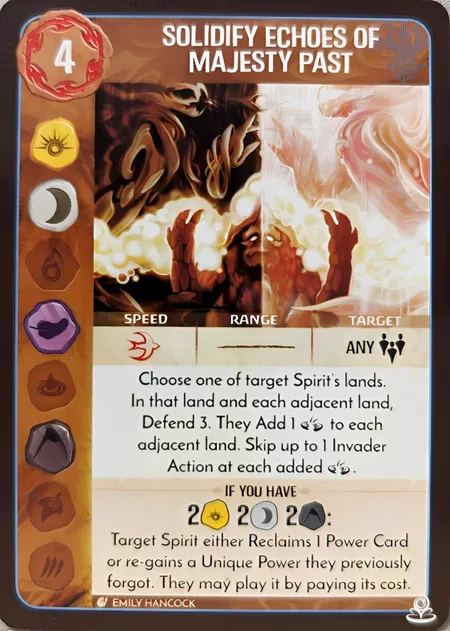 4
SOLIDIFY ECHOES OF
MAJESTY PAST
SPEED RANGE TARGET
ANY
Choose one of target Spirit's lands.
In that land and each adjacent land,
Defend 3. They Add 1 to each
adjacent land. Skip up to 1 Invader
Action at each added .
IF YOU HAVE
2 2 2 :
Target Spirit either Reclaims 1 Power Card
or re-gains a Unique Power they previously
forgot. They may play it by paying its cost.
EMILY HANCOCK